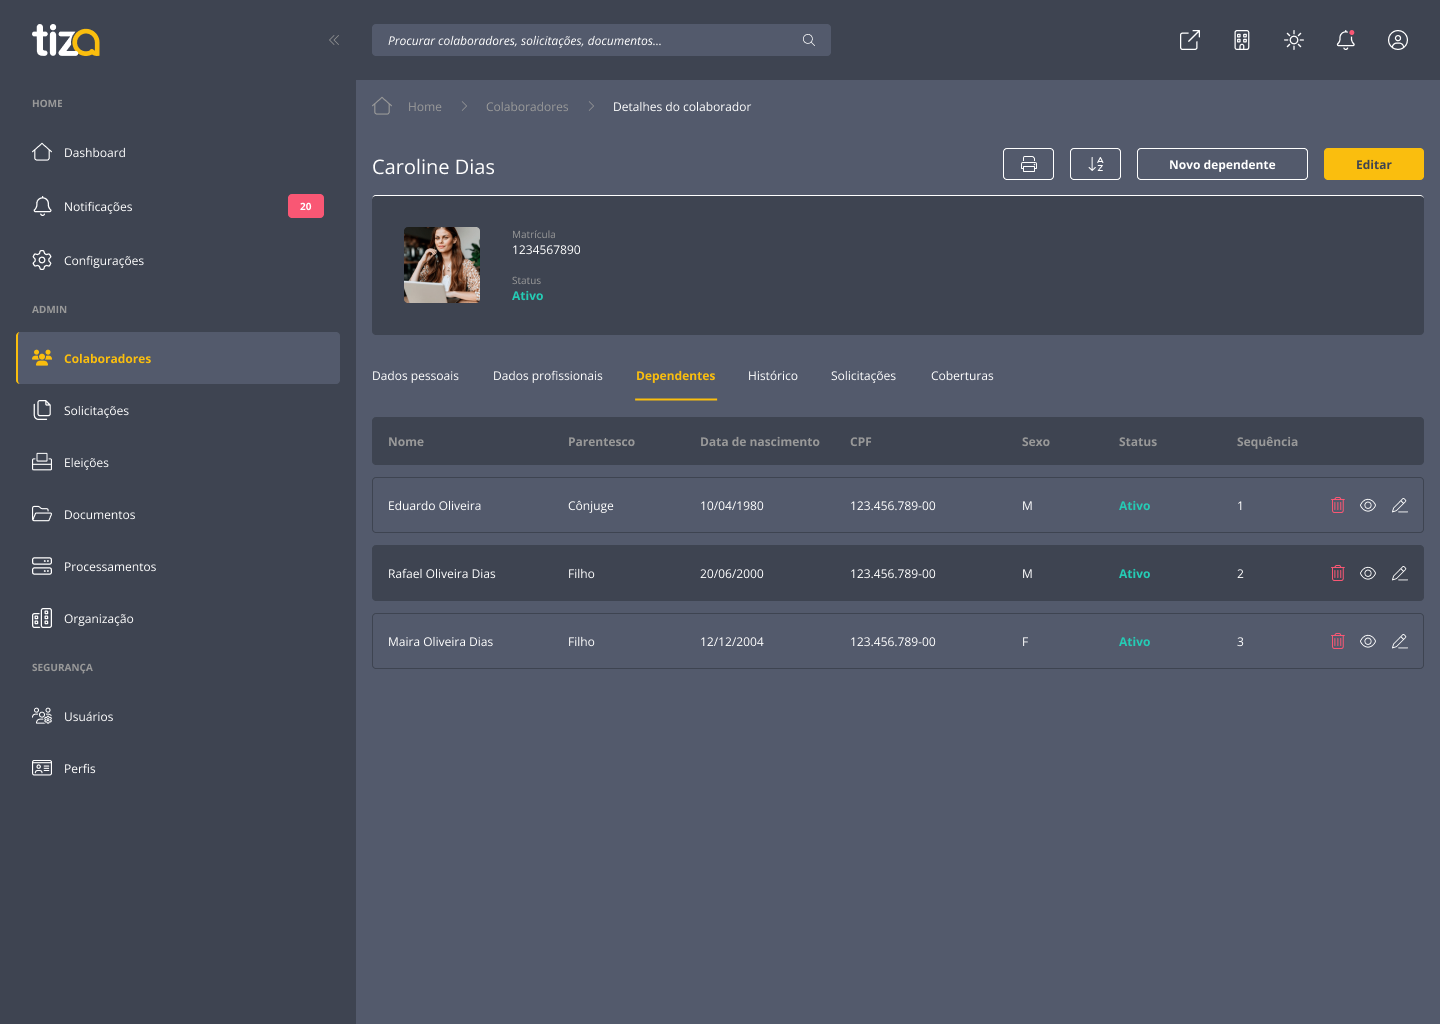 tiza
Procurar colaboradores, solicitações, documentos...
HOME
Dashboard
Notificações 20
Configurações
ADMIN
Colaboradores
Solicitações
Eleições
Documentos
Processamentos
Organização
SEGURANÇA
Usuários
Perfis
Home Colaboradores Detalhes do colaborador
Caroline Dias
A
Z
Novo dependente
Editar
Matrícula
1234567890
Status
Ativo
Dados pessoais Dados profissionais Dependentes Histórico Solicitações Coberturas
Nome Parentesco Data de nascimento CPF Sexo Status Sequência
Eduardo Oliveira Cônjuge 10/04/1980 123.456.789-00 M Ativo 1
Rafael Oliveira Dias Filho 20/06/2000 123.456.789-00 M Ativo 2
Maira Oliveira Dias Filho 12/12/2004 123.456.789-00 F Ativo 3